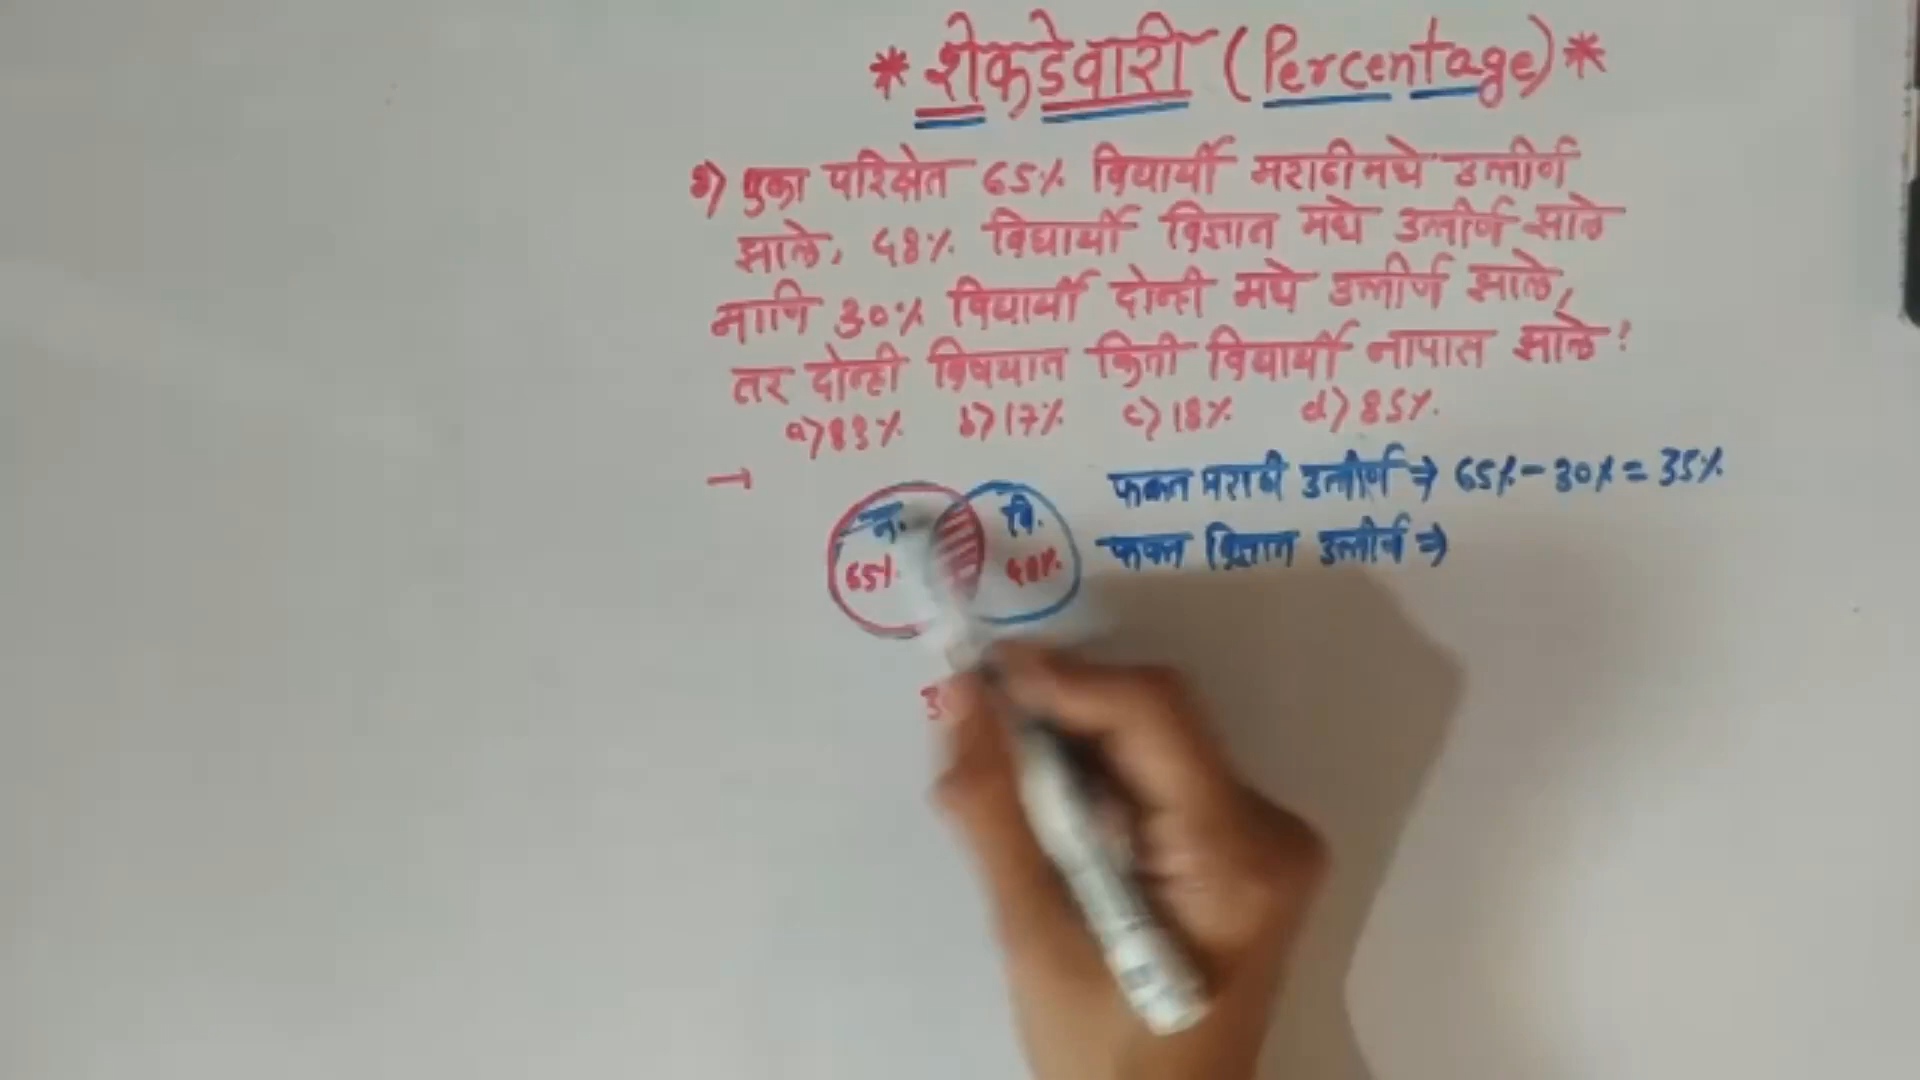 * शेकडेवारी (Percentage) *
३) एका परिक्षेत 65% विद्यार्थी मराठीमधे उत्तीर्ण
झाले, 48% विद्यार्थी विज्ञान मधे उत्तीर्ण झाले
आणि 30% विद्यार्थी दोन्ही मधे उत्तीर्ण झाले,
तर दोन्ही विषयात किती विद्यार्थी नापास झाले?
a) 83% b) 17% c) 18% d) 85%.
→
म. वि.
65% 48%
फक्त मराठी उत्तीर्ण ⇒ 65% - 30% = 35%
फक्त विज्ञान उत्तीर्ण ⇒